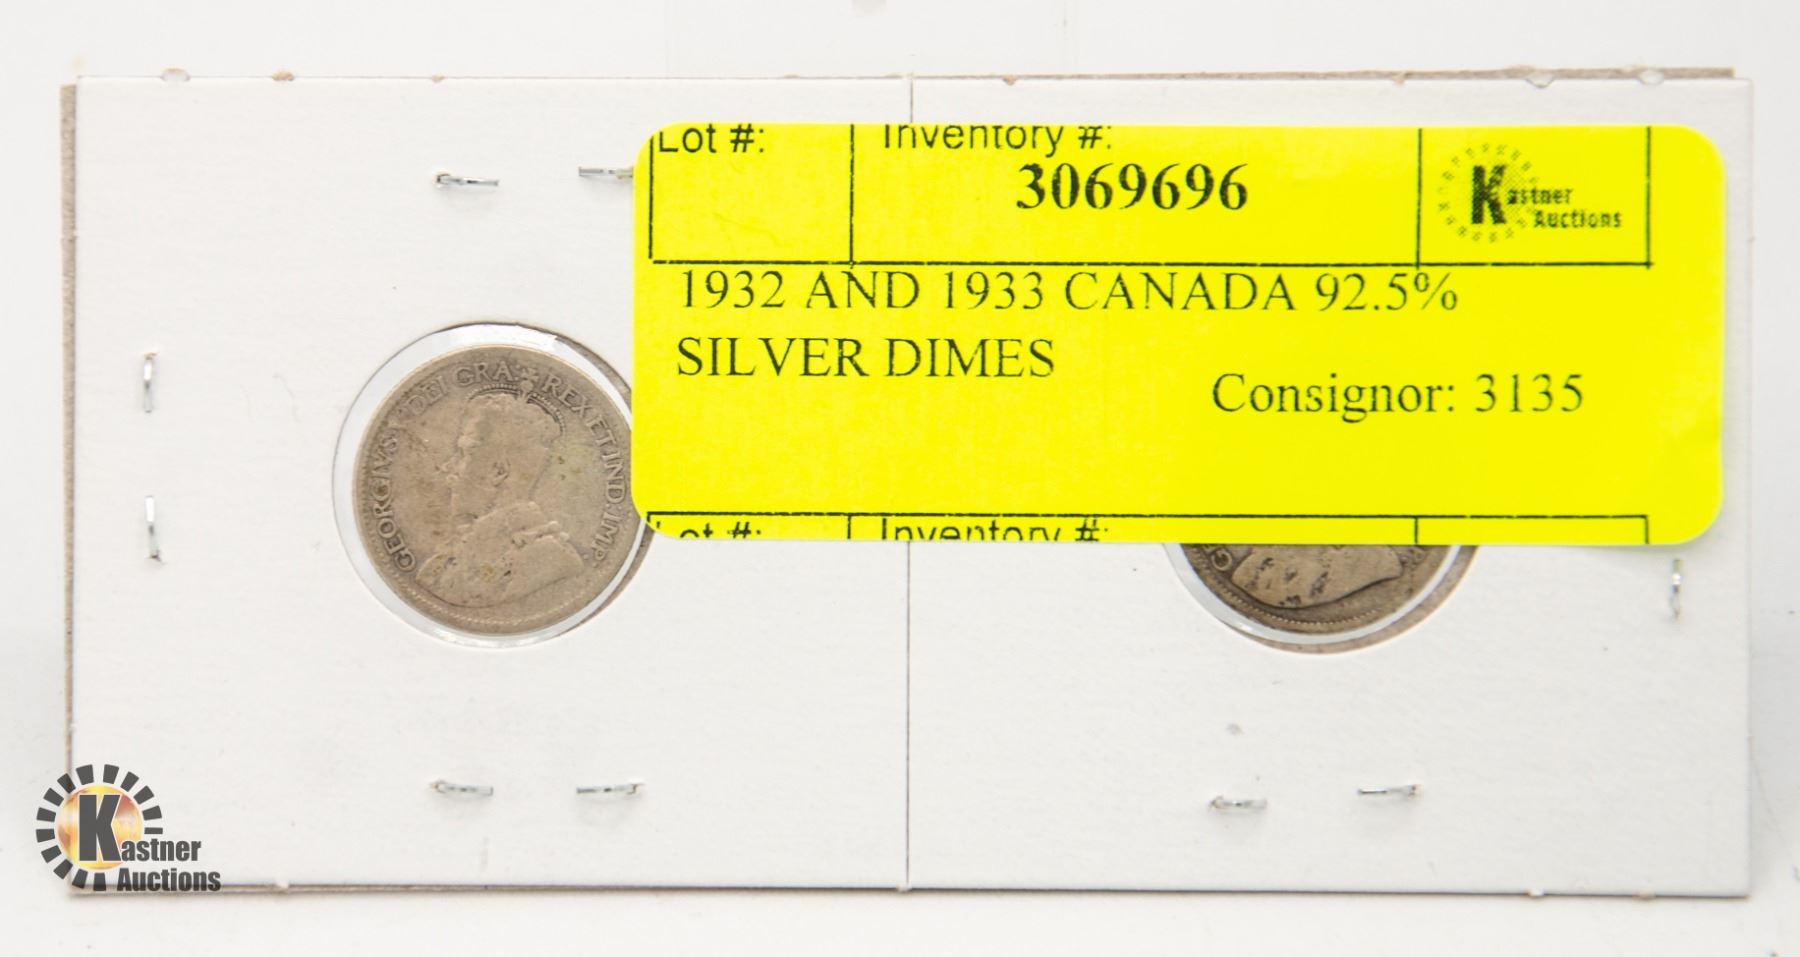 Lot #:
Inventory #:
3069696
Kastner
Auctions
1932 AND 1933 CANADA 92.5%
SILVER DIMES
Consignor: 3135
Lot #:
Inventory #:
GEORGIVS V DEI GRA: REX ET IND:IMP:
Kastner
Auctions